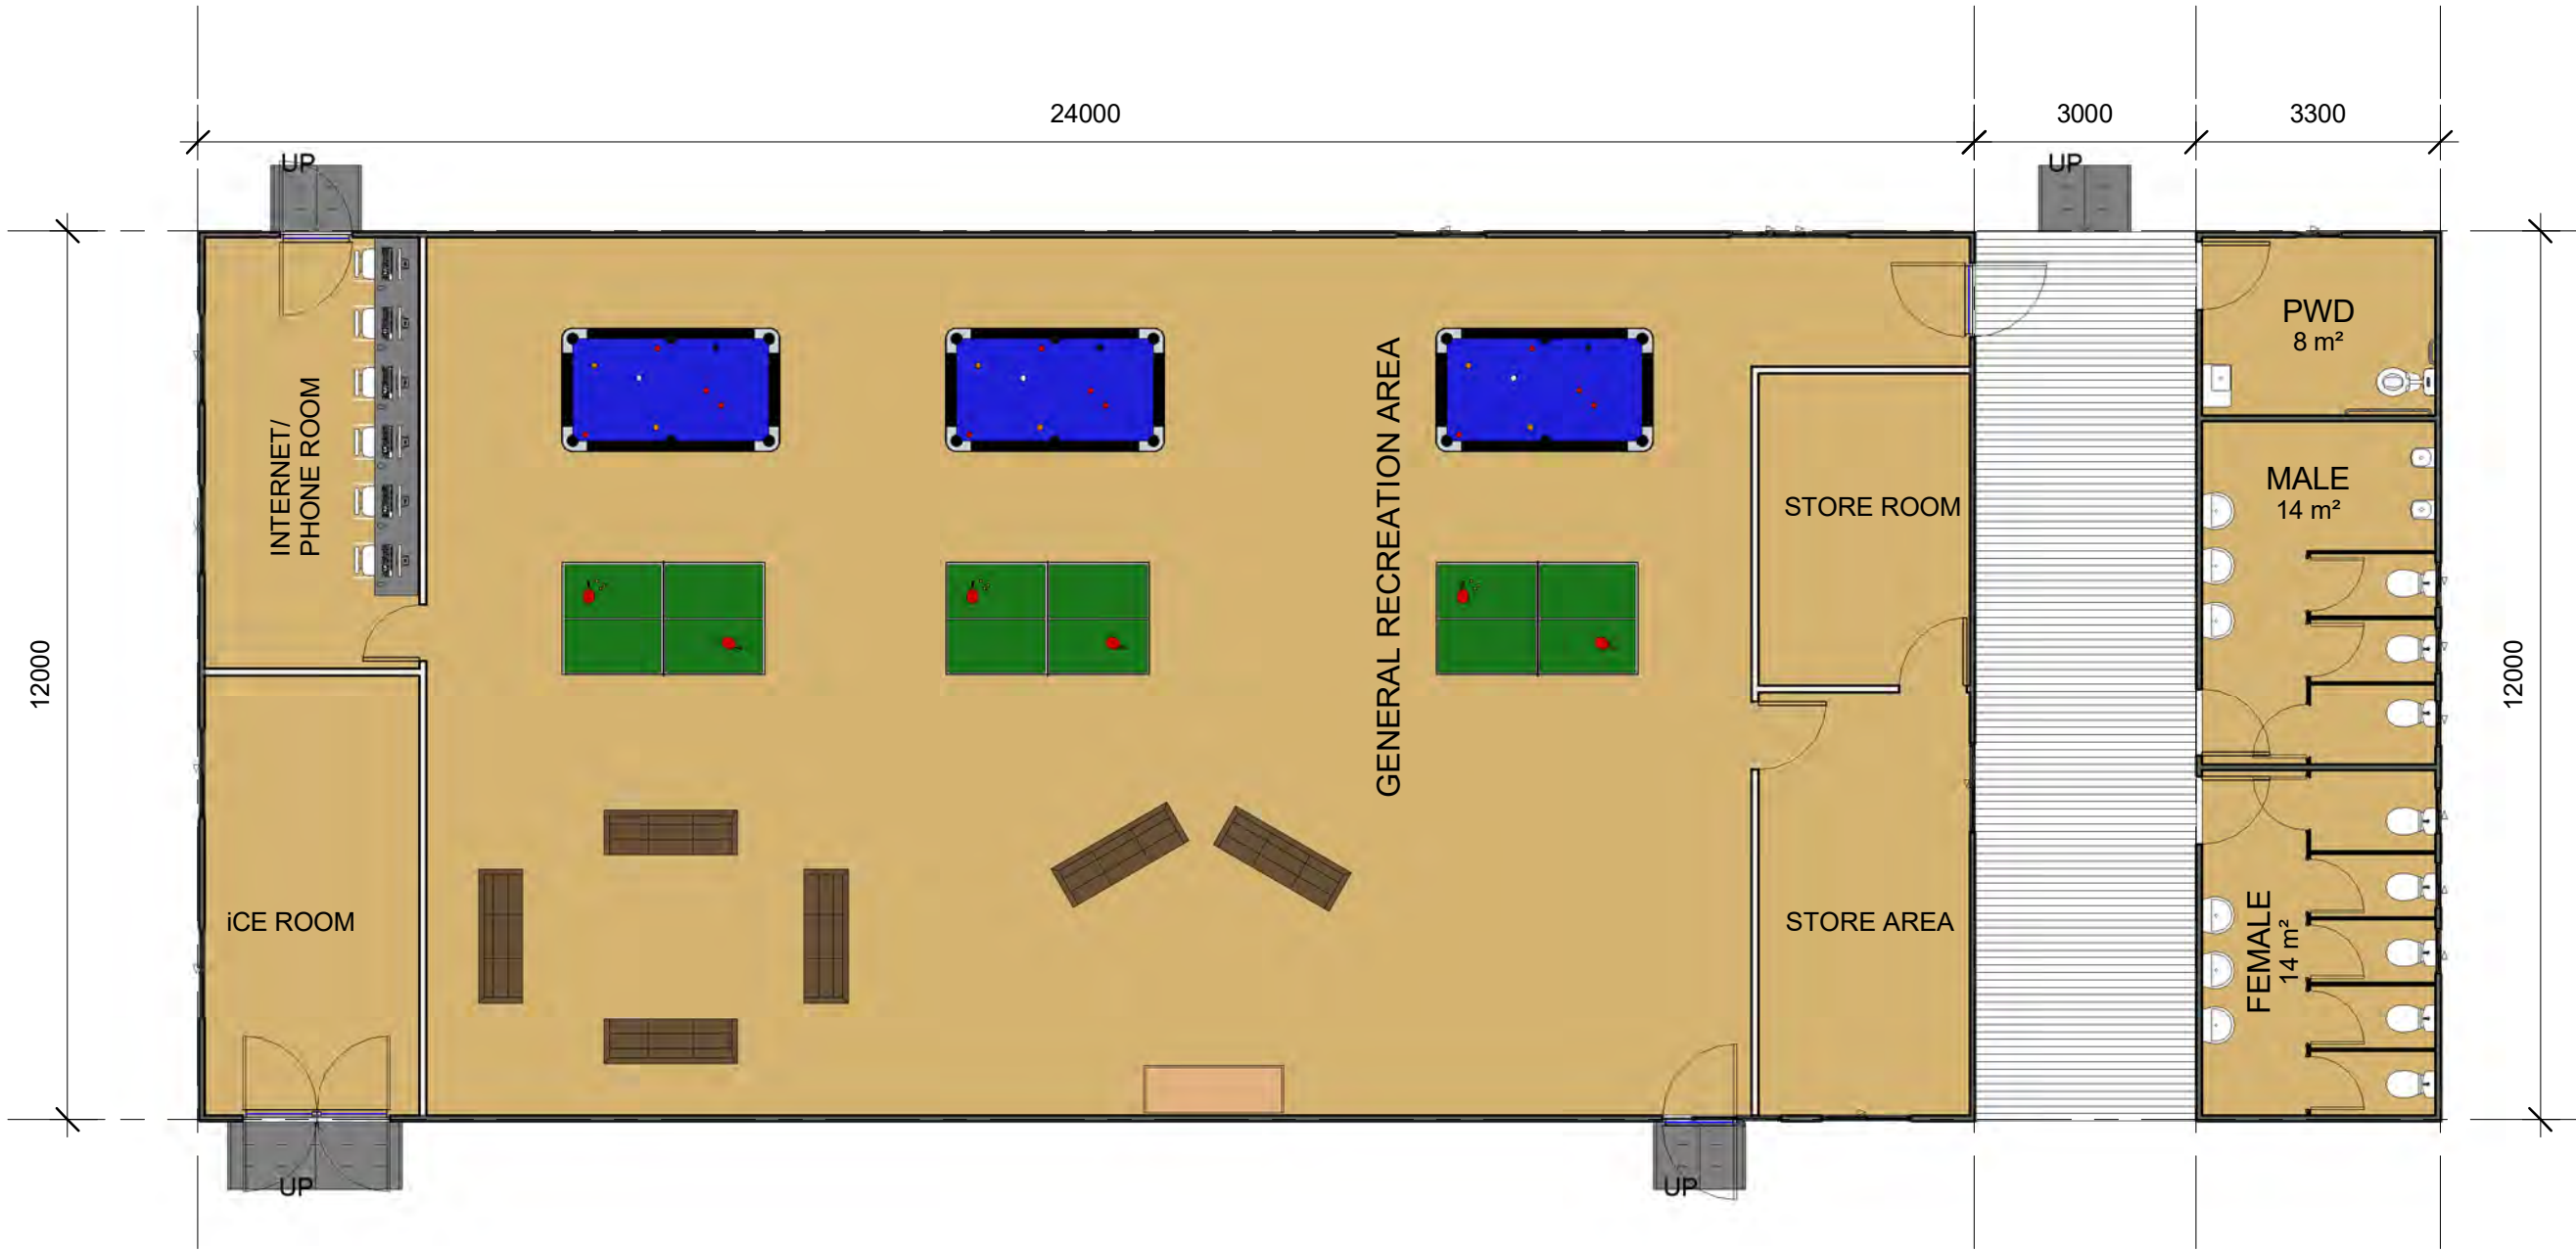 24000
3000
3300
UP
UP
12000
INTERNET/
PHONE ROOM
GENERAL RECREATION AREA
STORE ROOM
PWD
8 m²
MALE
14 m²
12000
iCE ROOM
STORE AREA
FEMALE
14 m²
UP
UP